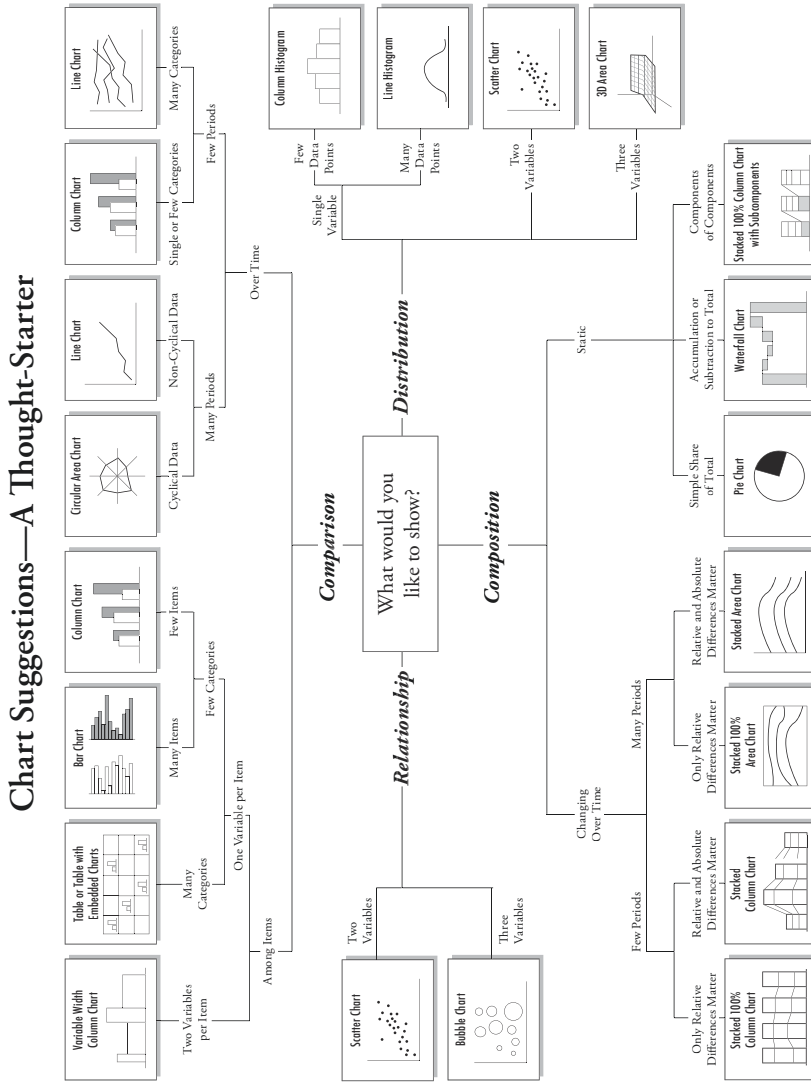 Chart Suggestions—A Thought-Starter
Variable Width
Column Chart
Table or Table with
Embedded Charts
Bar Chart
Column Chart
Circular Area Chart
Line Chart
Column Chart
Line Chart
Two Variables
per Item
Many
Categories
Many Items
Few Items
Cyclical Data
Non-Cyclical Data
Single or Few Categories
Many Categories
Few Categories
Many Periods
Few Periods
One Variable per Item
Among Items
Over Time
Comparison
What would you
like to show?
Relationship
Two
Variables
Scatter Chart
Three
Variables
Bubble Chart
Distribution
Single
Variable
Few
Data
Points
Column Histogram
Many
Data
Points
Line Histogram
Two
Variables
Scatter Chart
Three
Variables
3D Area Chart
Composition
Changing
Over Time
Static
Few Periods
Many Periods
Only Relative
Differences Matter
Relative and Absolute
Differences Matter
Only Relative
Differences Matter
Relative and Absolute
Differences Matter
Simple Share
of Total
Accumulation or
Subtraction to Total
Components
of Components
Stacked 100%
Column Chart
Stacked
Column Chart
Stacked 100%
Area Chart
Stacked Area Chart
Pie Chart
Waterfall Chart
Stacked 100% Column Chart
with Subcomponents